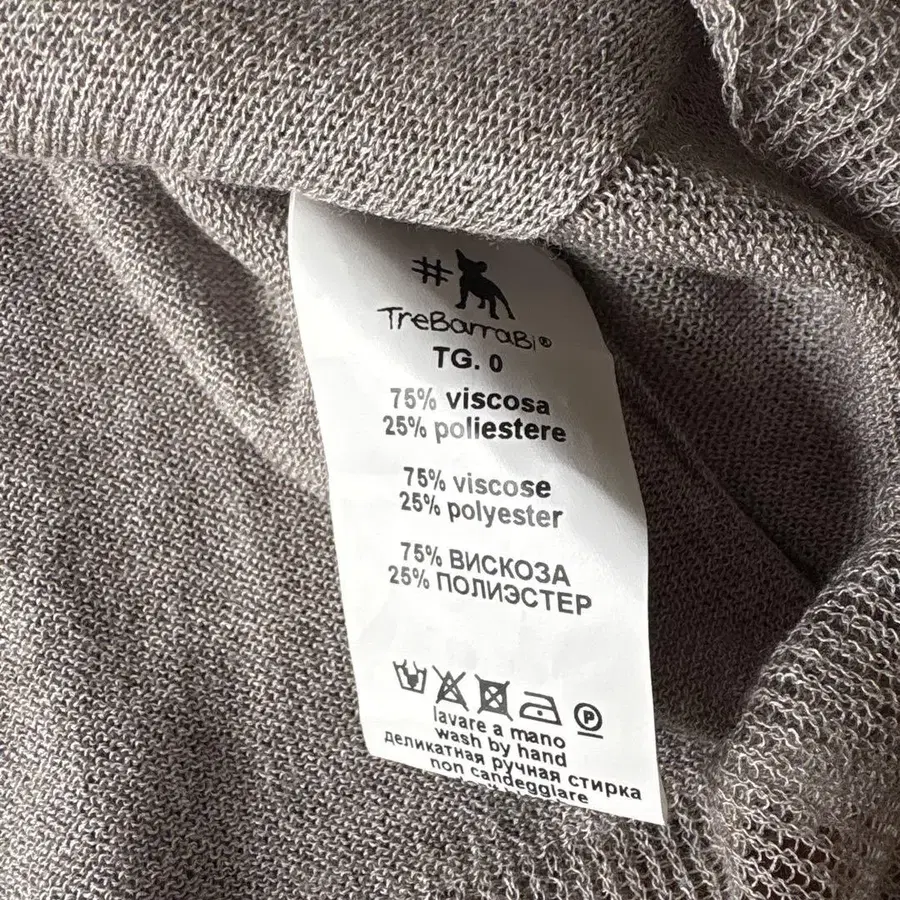 #
TreBarraBi®
TG. 0
75% viscosa
25% poliestere
75% viscose
25% polyester
75% ВИСКОЗА
25% ПОЛИЭСТЕР
P
lavare a mano
wash by hand
деликатная ручная стирка
non candeggiare